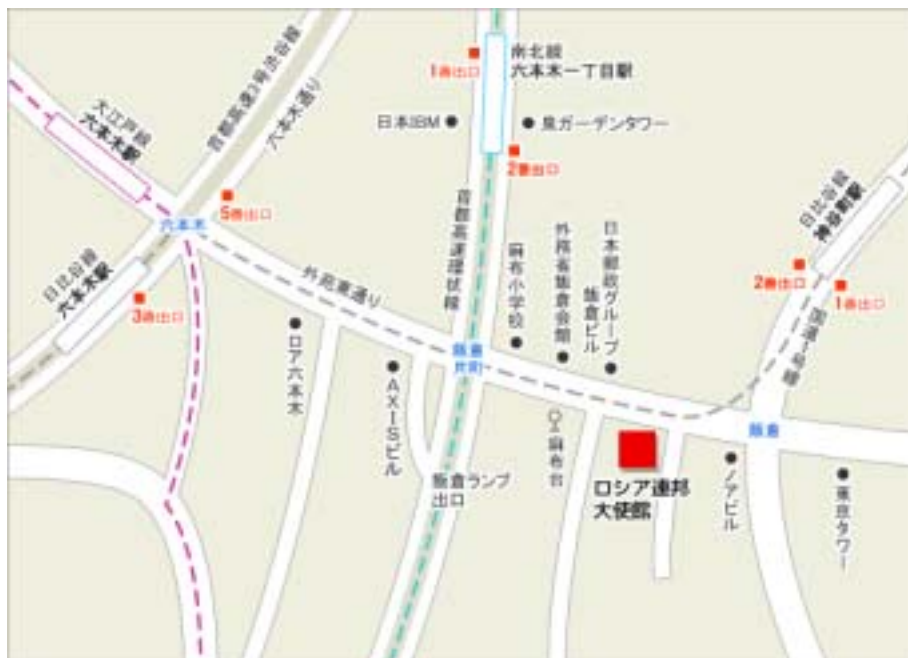 大江戸線
六本木駅
首都高速3号渋谷線
六本木通り
1番出口
南北線
六本木一丁目駅
日本IBM
泉ガーデンタワー
2番出口
5番出口
六本木
日比谷線
六本木駅
3番出口
外苑東通り
首都高速環状線
麻布小学校
外務省飯倉会館
日本郵政グループ
飯倉ビル
日比谷線
神谷町駅
2番出口
1番出口
国道1号線
ロア六本木
AXISビル
飯倉
片町
飯倉ランプ
出口
麻布台
ロシア連邦
大使館
飯倉
ノアビル
東京タワー